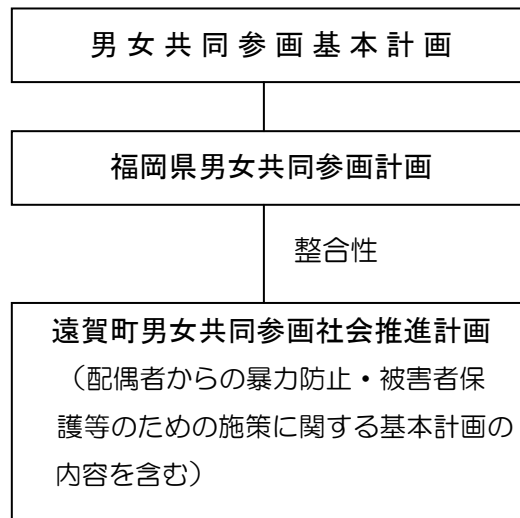 男女共同参画基本計画
福岡県男女共同参画計画
整合性
遠賀町男女共同参画社会推進計画
（配偶者からの暴力防止・被害者保
護等のための施策に関する基本計画の
内容を含む）